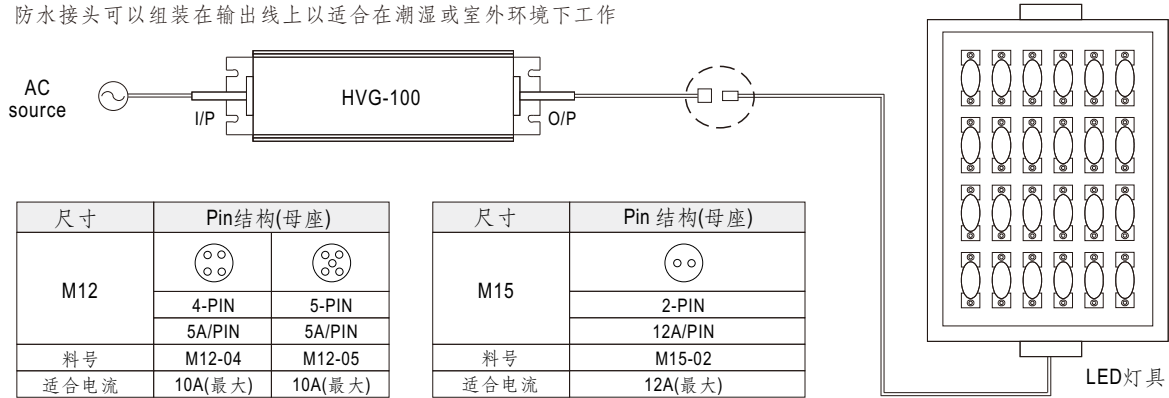 防水接头可以组装在输出线上以适合在潮湿或室外环境下工作
AC
source
I/P
HVG-100
O/P
尺寸 Pin结构(母座)
M12
4-PIN 5-PIN
5A/PIN 5A/PIN
料号 M12-04 M12-05
适合电流 10A(最大) 10A(最大)
尺寸 Pin 结构(母座)
M15
2-PIN
12A/PIN
料号 M15-02
适合电流 12A(最大)
LED灯具